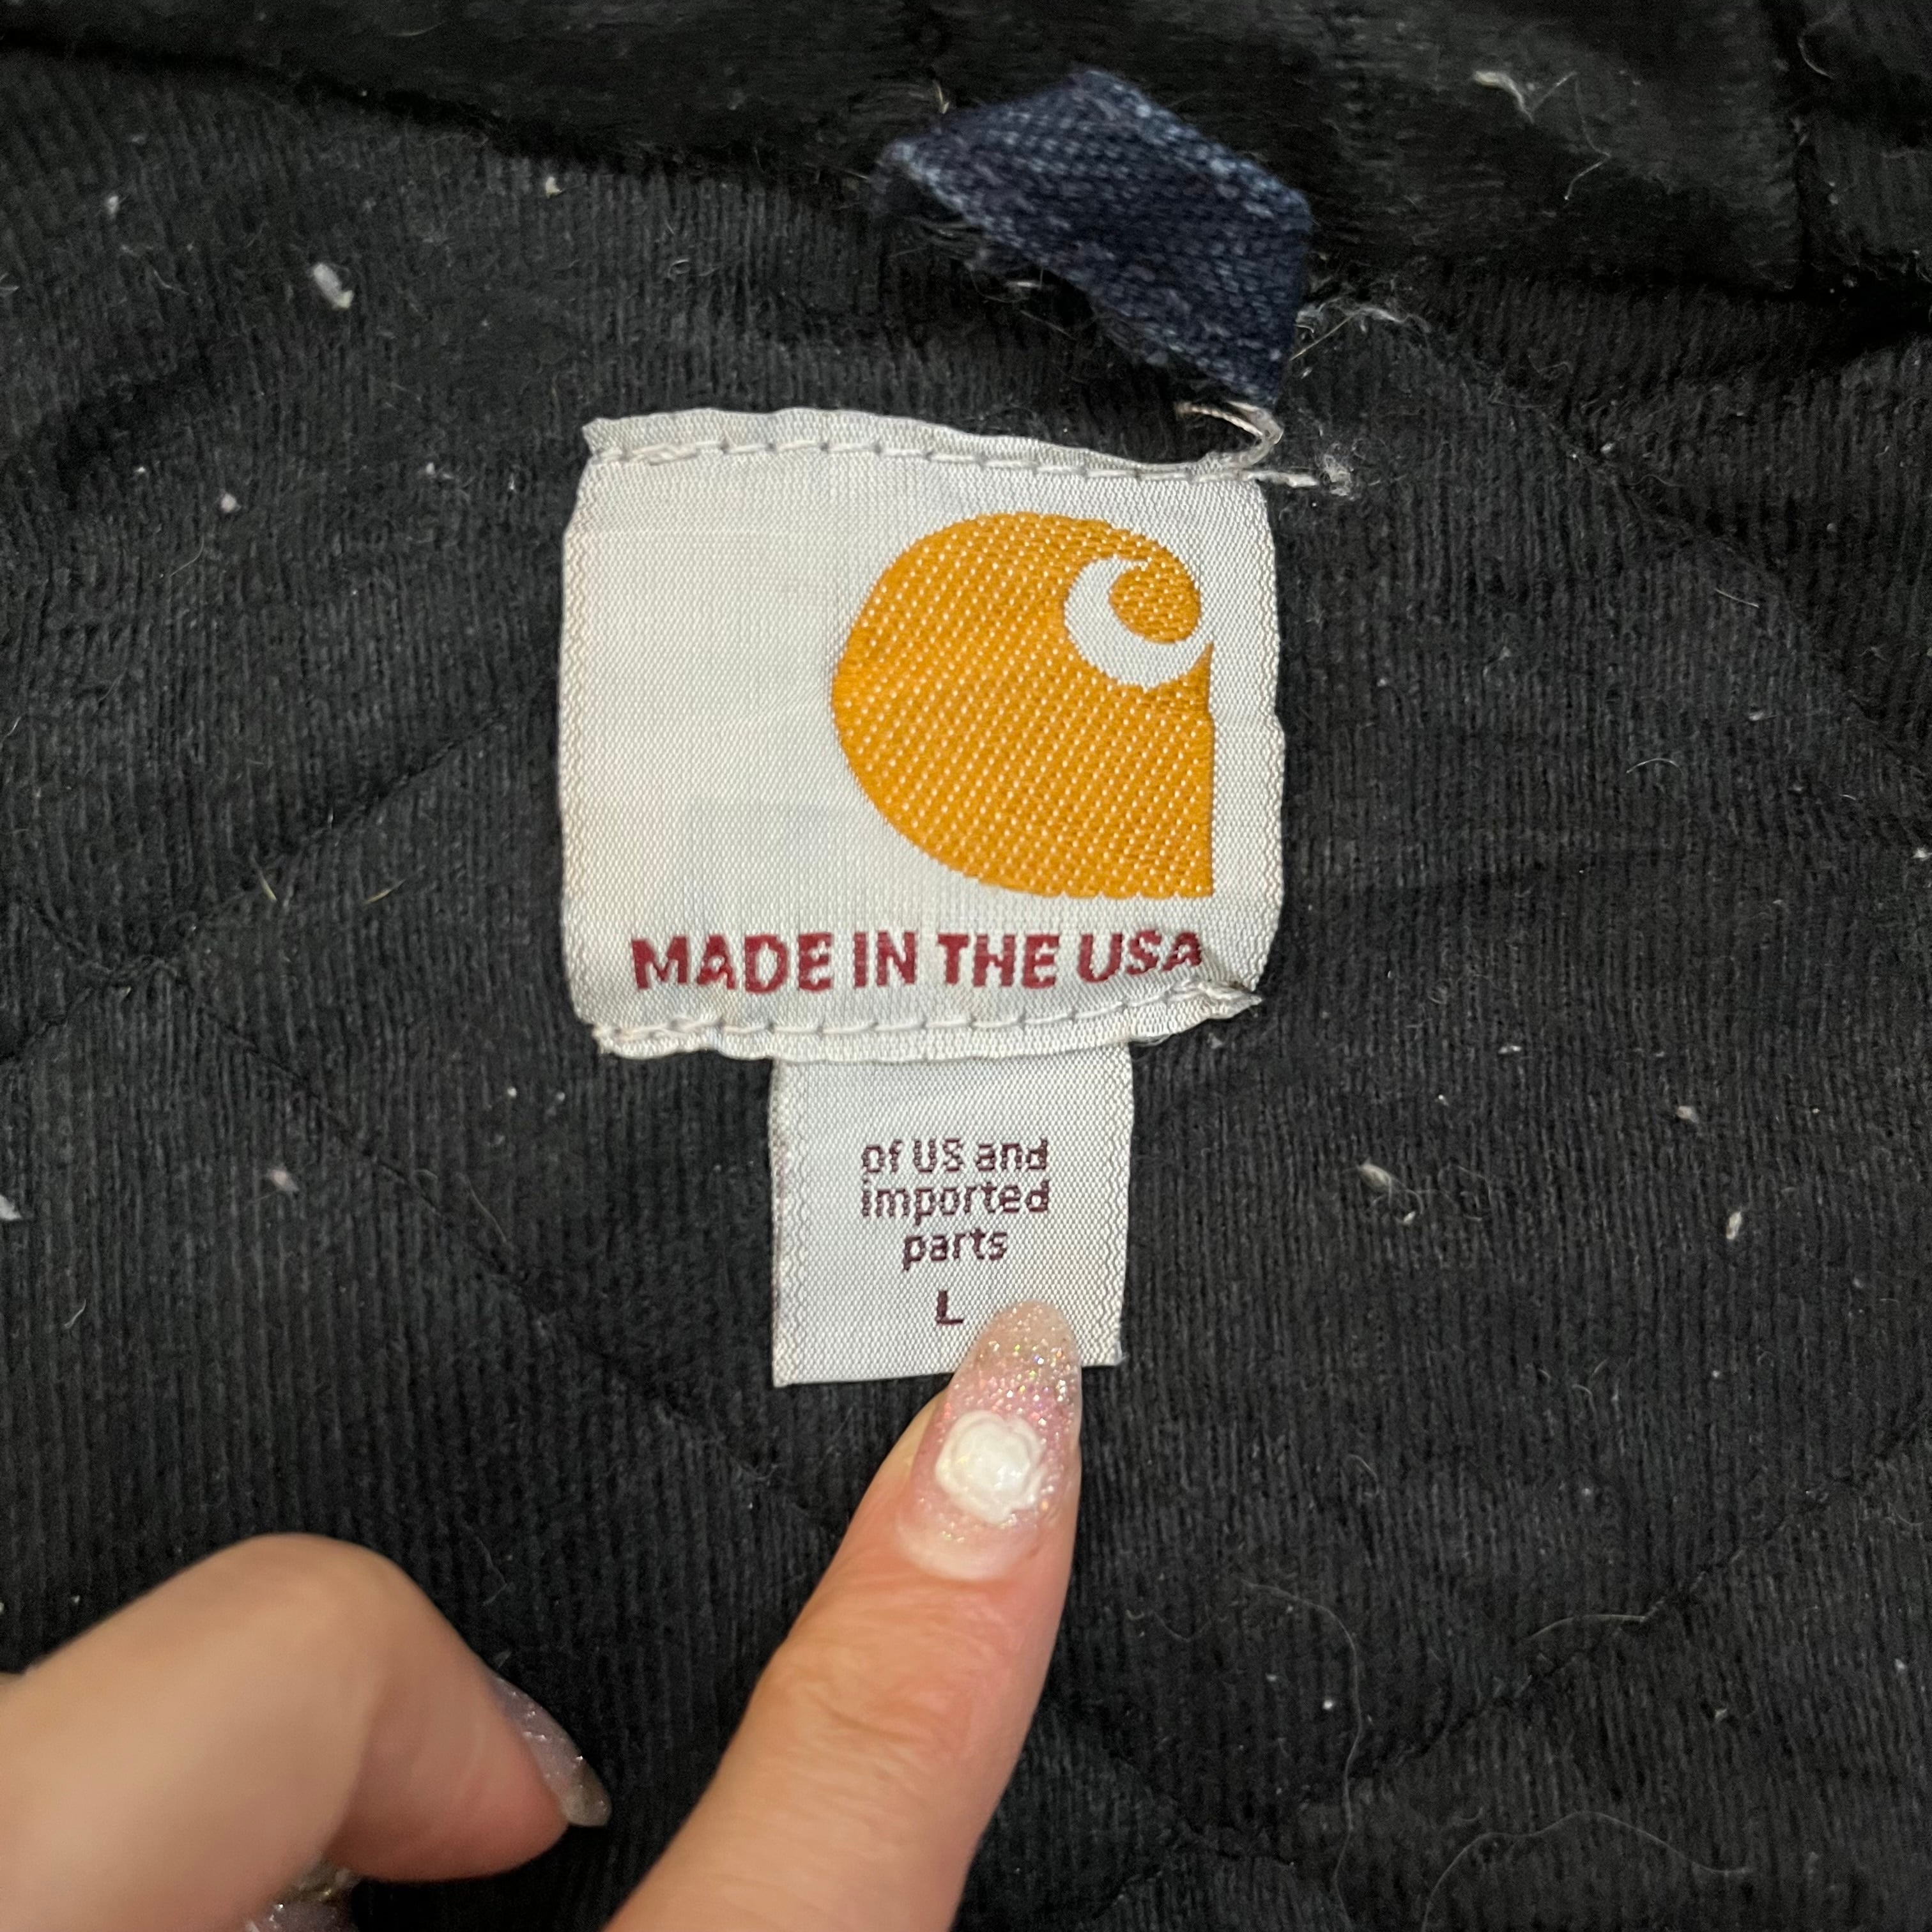 MADE IN THE USA
of US and
imported
parts
L